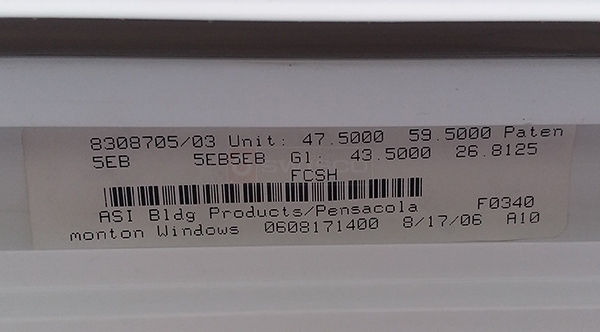 8308705/03 Unit: 47.5000 59.5000 Paten
5EB 5EB5EB Gl: 43.5000 26.8125
FCSH
ASI Bldg Products/Pensacola F0340
monton Windows 0608171400 8/17/06 A10